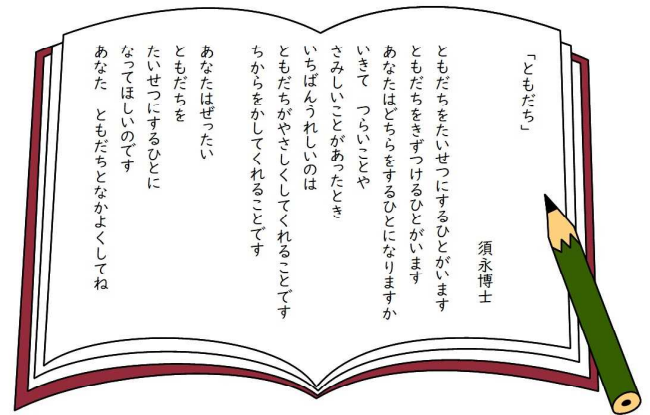 「ともだち」
須永博士
ともだちをたいせつにするひとがいます
ともだちをきずつけるひとがいます
あなたはどちらをするひとになりますか
いきて　つらいことや
さみしいことがあったとき
いちばんうれしいのは
ともだちがやさしくしてくれることです
ちからをかしてくれることです
あなたはぜったい
ともだちを
たいせつにするひとに
なってほしいのです
あなた　ともだちとなかよくしてね